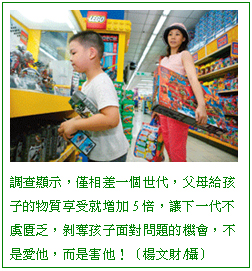 LEGO
調查顯示，僅相差一個世代，父母給孩
子的物質享受就增加 5 倍，讓下一代不
虞匱乏，剝奪孩子面對問題的機會，不
是愛他，而是害他！〔楊文財/攝〕